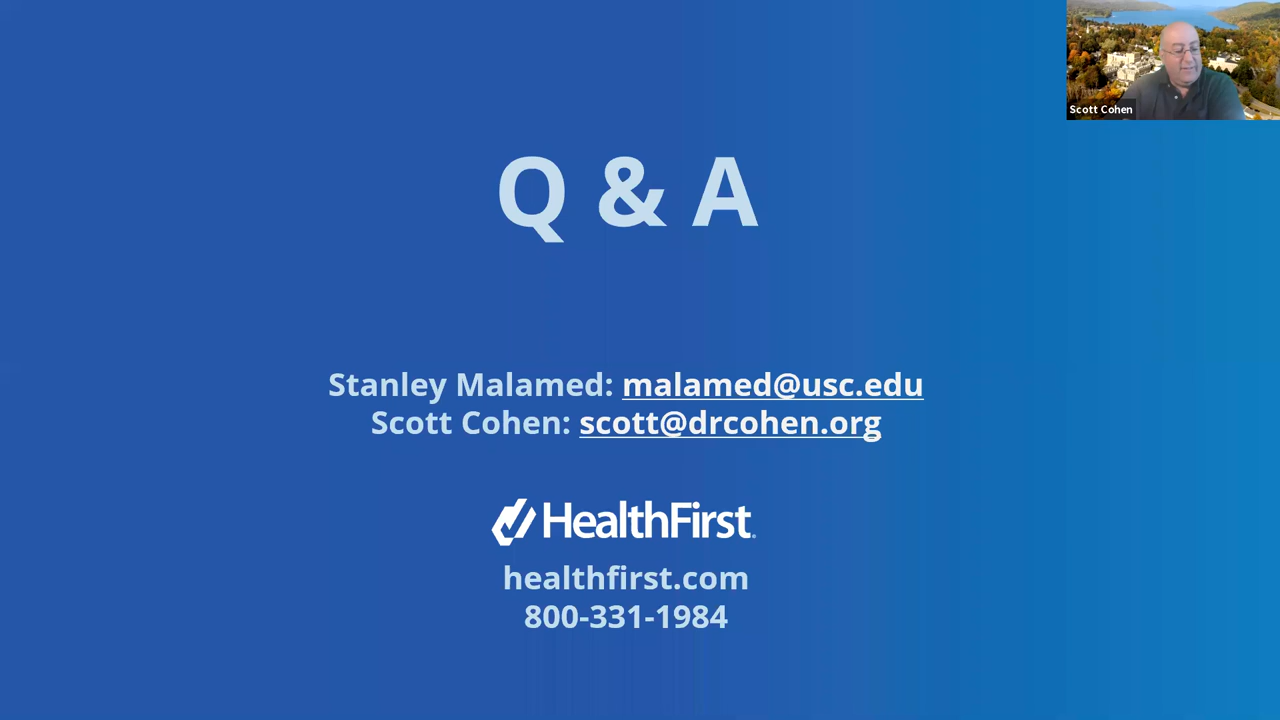 Scott Cohen
Q & A
Stanley Malamed: malamed@usc.edu
Scott Cohen: scott@drcohen.org
HealthFirst®
healthfirst.com
800-331-1984